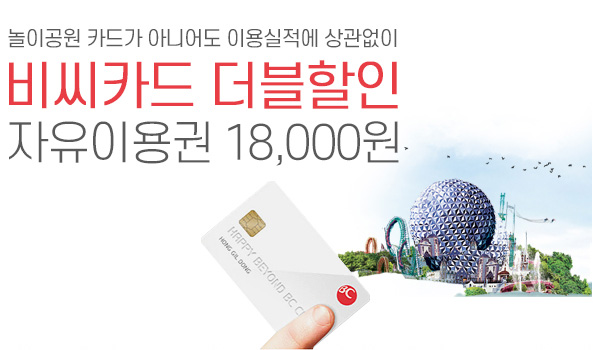 놀이공원 카드가 아니어도 이용실적에 상관없이
비씨카드 더블할인
자유이용권 18,000원
HAPPY BEYOND BC C
HONG GIL DONG
BC